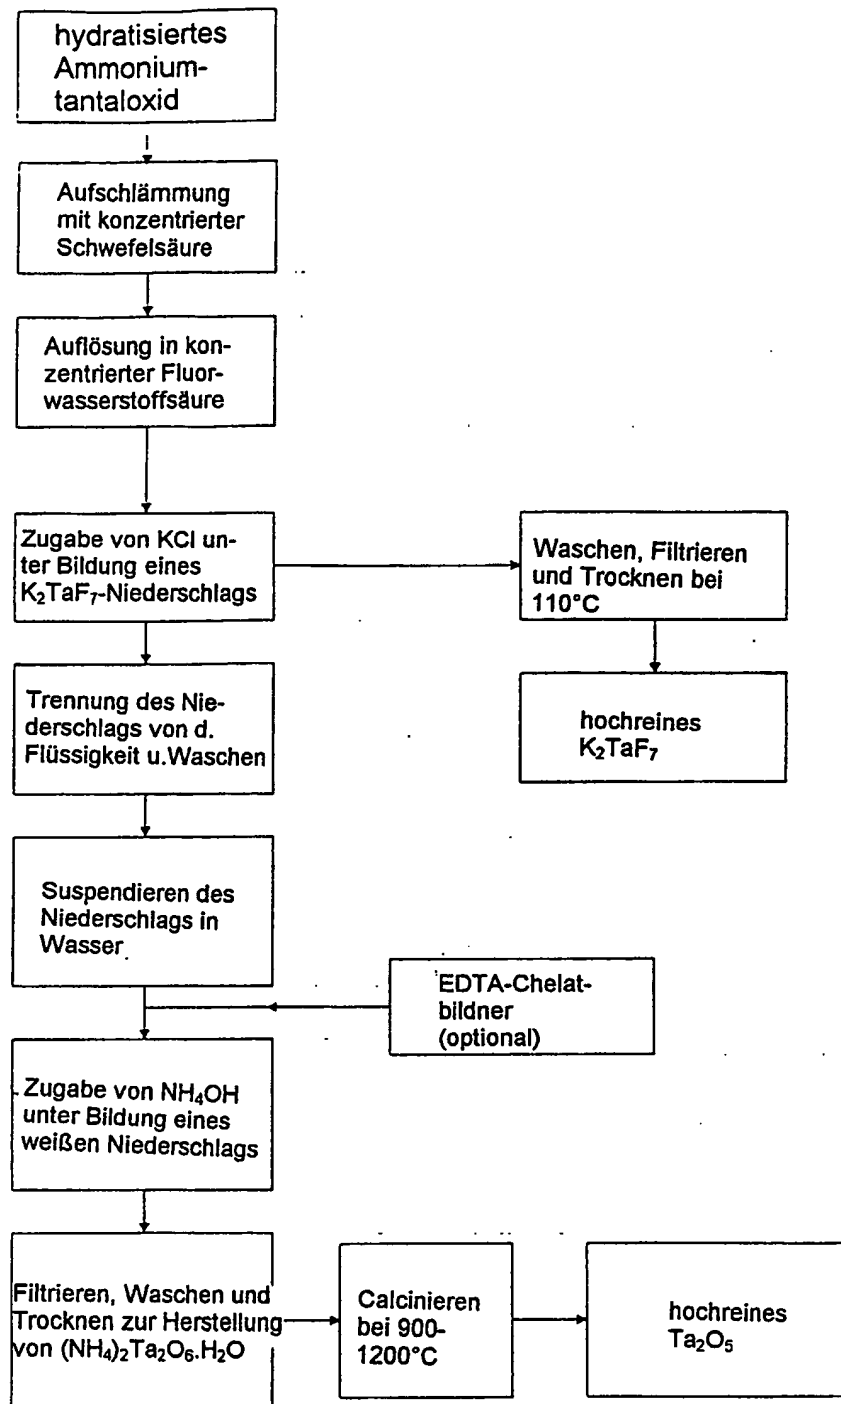 hydratisiertes
Ammonium-
tantaloxid
Aufschlämmung
mit konzentrierter
Schwefelsäure
Auflösung in kon-
zentrierter Fluor-
wasserstoffsäure
Zugabe von KCl un-
ter Bildung eines
K₂TaF₇-Niederschlags
Waschen, Filtrieren
und Trocknen bei
110°C
hochreines
K₂TaF₇
Trennung des Nie-
derschlags von d.
Flüssigkeit u.Waschen
Suspendieren des
Niederschlags in
Wasser
EDTA-Chelat-
bildner
(optional)
Zugabe von NH₄OH
unter Bildung eines
weißen Niederschlags
Filtrieren, Waschen und
Trocknen zur Herstellung
von (NH₄)₂Ta₂O₆.H₂O
Calcinieren
bei 900-
1200°C
hochreines
Ta₂O₅